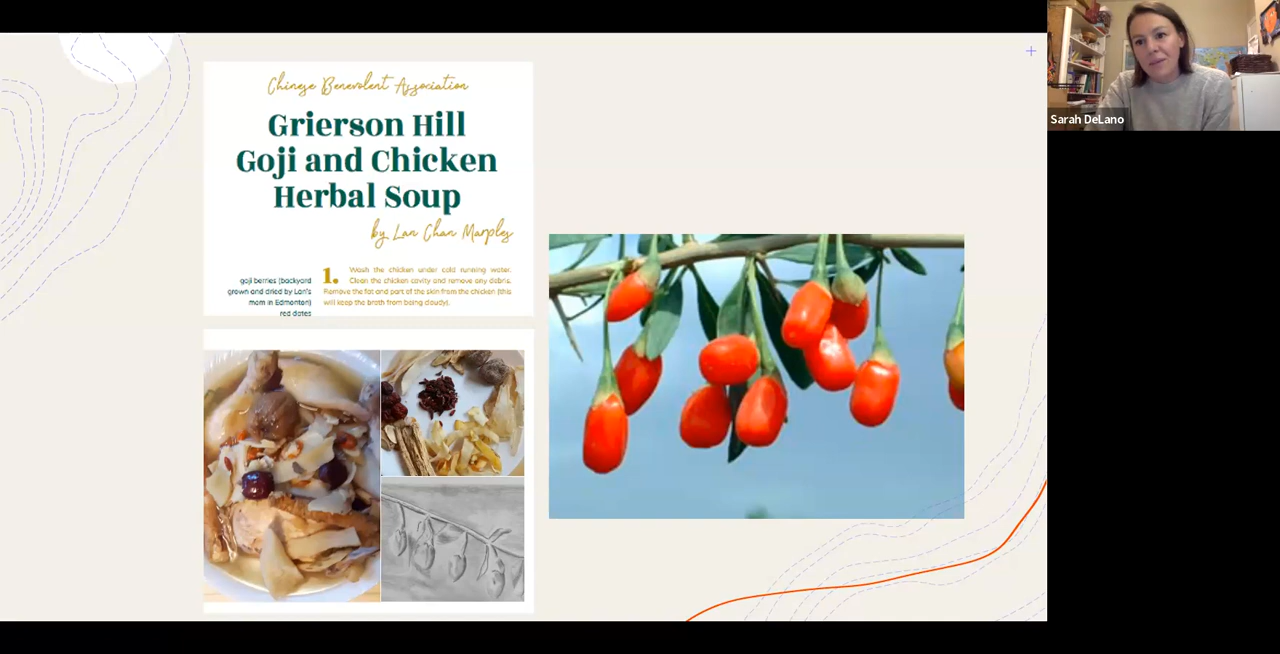 Chinese Benevolent Association
Grierson Hill
Goji and Chicken
Herbal Soup
by Lan Chan Marples
goji berries (backyard
grown and dried by Lan's
mom in Edmonton)
red dates
1. Wash the chicken under cold running water.
Clean the chicken cavity and remove any debris.
Remove the fat and part of the skin from the chicken (this
will keep the broth from being cloudy).
Sarah DeLano